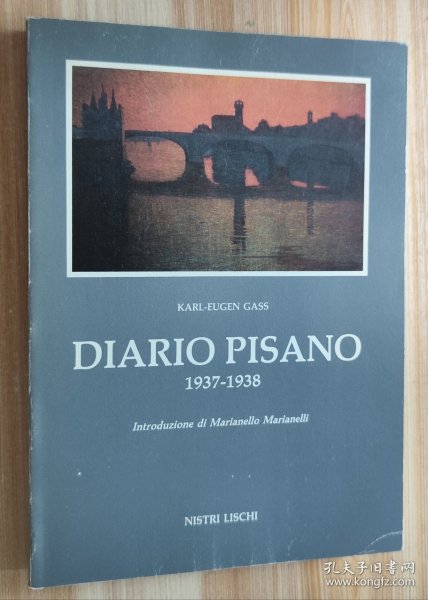 KARL-EUGEN GASS
DIARIO PISANO
1937-1938
Introduzione di Marianello Marianelli
NISTRI LISCHI
孔夫子旧书网
www.kongfz.com